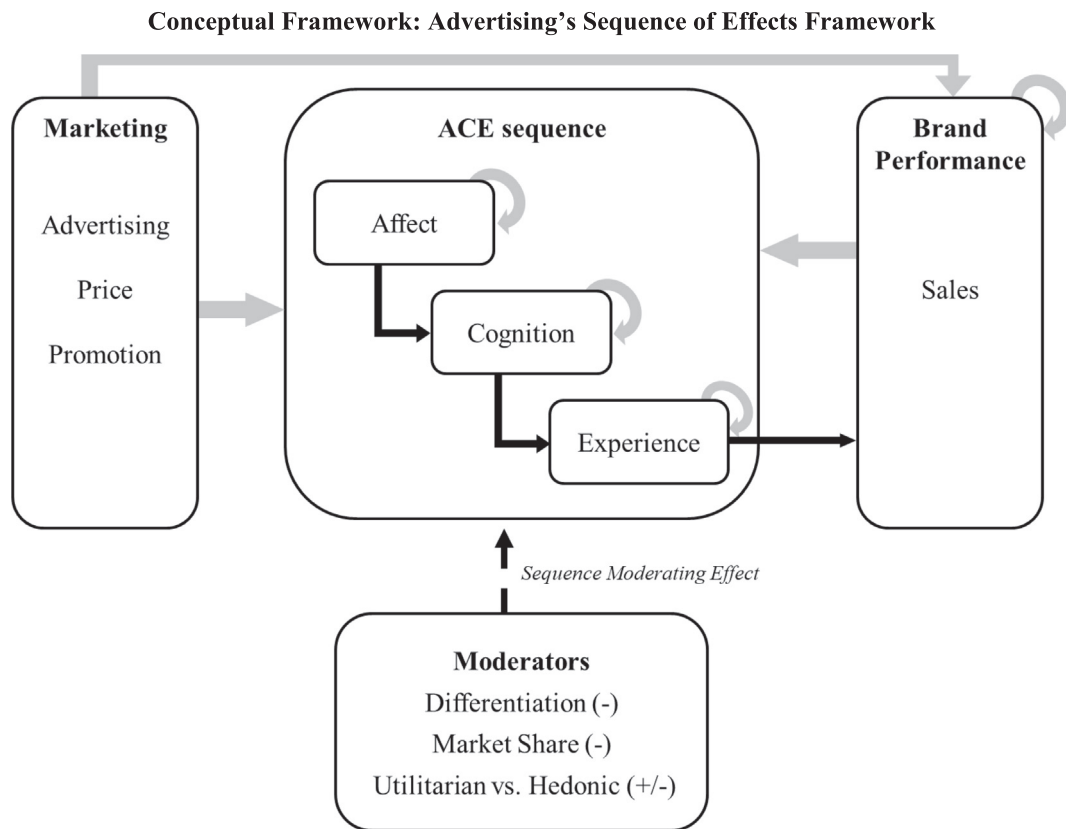 Conceptual Framework: Advertising’s Sequence of Effects Framework
Marketing
Advertising
Price
Promotion
ACE sequence
Affect
Cognition
Experience
Brand
Performance
Sales
Sequence Moderating Effect
Moderators
Differentiation (-)
Market Share (-)
Utilitarian vs. Hedonic (+/-)